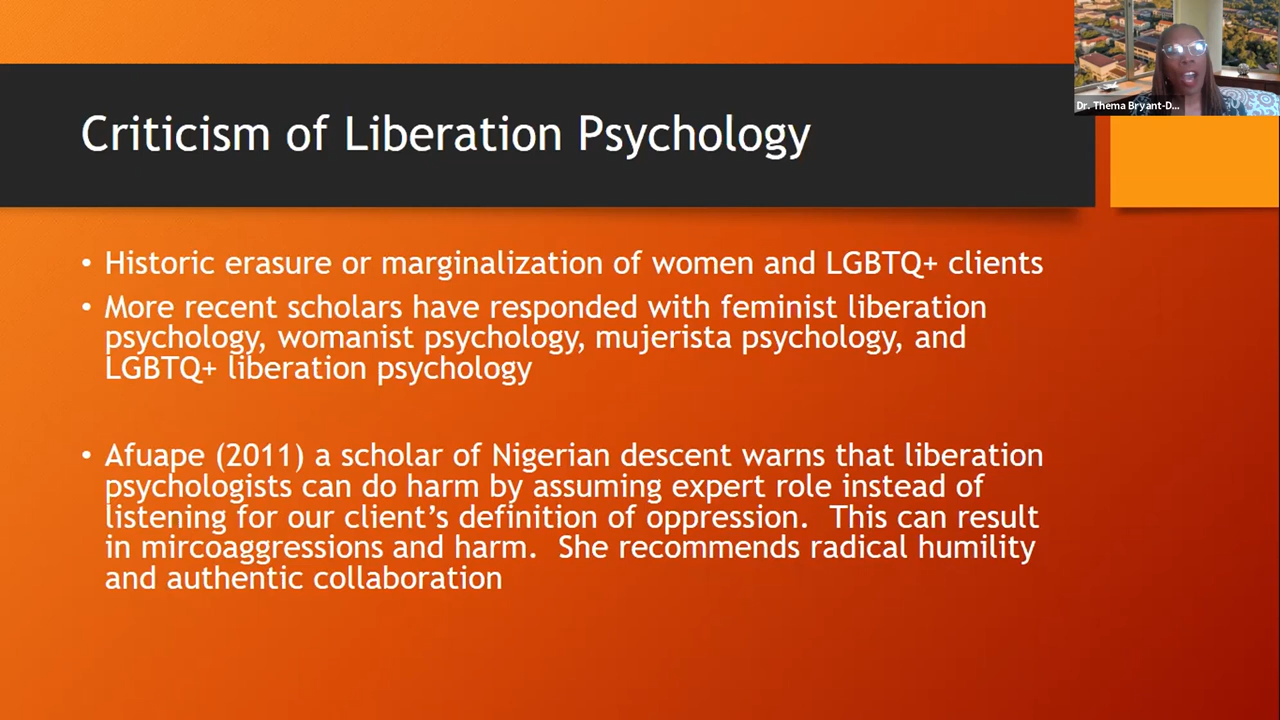 Dr. Thema Bryant-D...
Criticism of Liberation Psychology
• Historic erasure or marginalization of women and LGBTQ+ clients
• More recent scholars have responded with feminist liberation
psychology, womanist psychology, mujerista psychology, and
LGBTQ+ liberation psychology
• Afuape (2011) a scholar of Nigerian descent warns that liberation
psychologists can do harm by assuming expert role instead of
listening for our client’s definition of oppression.  This can result
in mircoaggressions and harm.  She recommends radical humility
and authentic collaboration